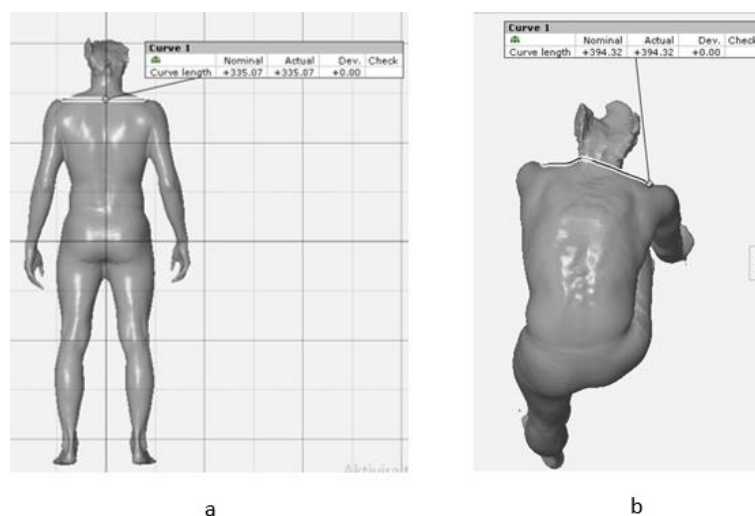 Curve 1
Nominal Actual Dev. Check
Curve length +335.07 +335.07 +0.00
Curve 1
Nominal Actual Dev. Check
Curve length +394.32 +394.32 +0.00
a
b